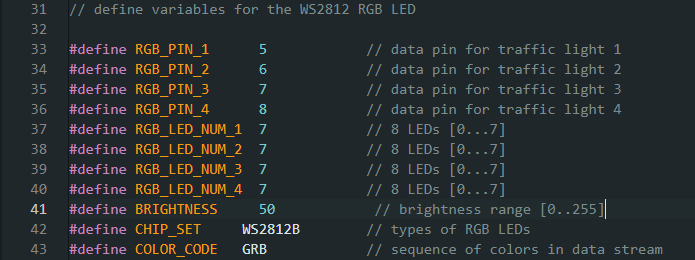 31 // define variables for the WS2812 RGB LED
32
33 #define RGB_PIN_1 5 // data pin for traffic light 1
34 #define RGB_PIN_2 6 // data pin for traffic light 2
35 #define RGB_PIN_3 7 // data pin for traffic light 3
36 #define RGB_PIN_4 8 // data pin for traffic light 4
37 #define RGB_LED_NUM_1 7 // 8 LEDs [0...7]
38 #define RGB_LED_NUM_2 7 // 8 LEDs [0...7]
39 #define RGB_LED_NUM_3 7 // 8 LEDs [0...7]
40 #define RGB_LED_NUM_4 7 // 8 LEDs [0...7]
41 #define BRIGHTNESS 50 // brightness range [0..255]
42 #define CHIP_SET WS2812B // types of RGB LEDs
43 #define COLOR_CODE GRB // sequence of colors in data stream